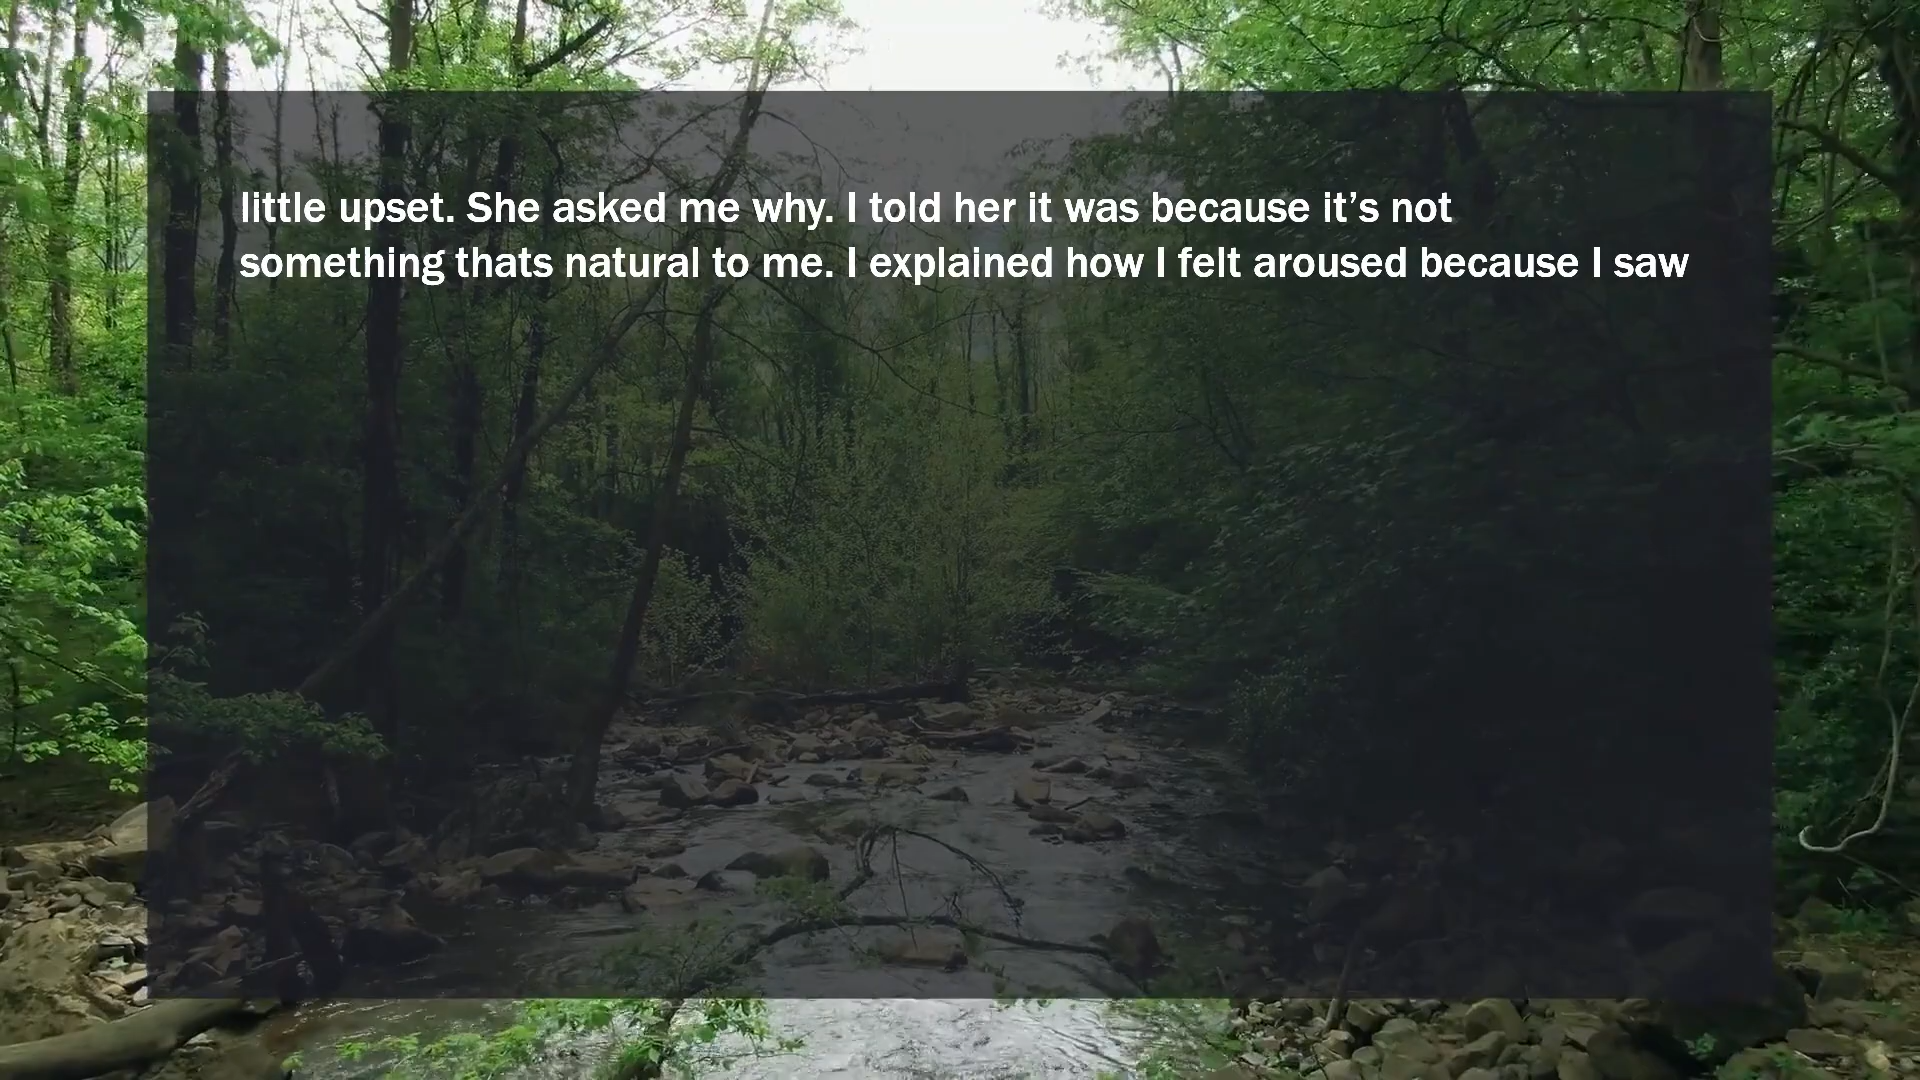 little upset. She asked me why. I told her it was because it’s not
something thats natural to me. I explained how I felt aroused because I saw